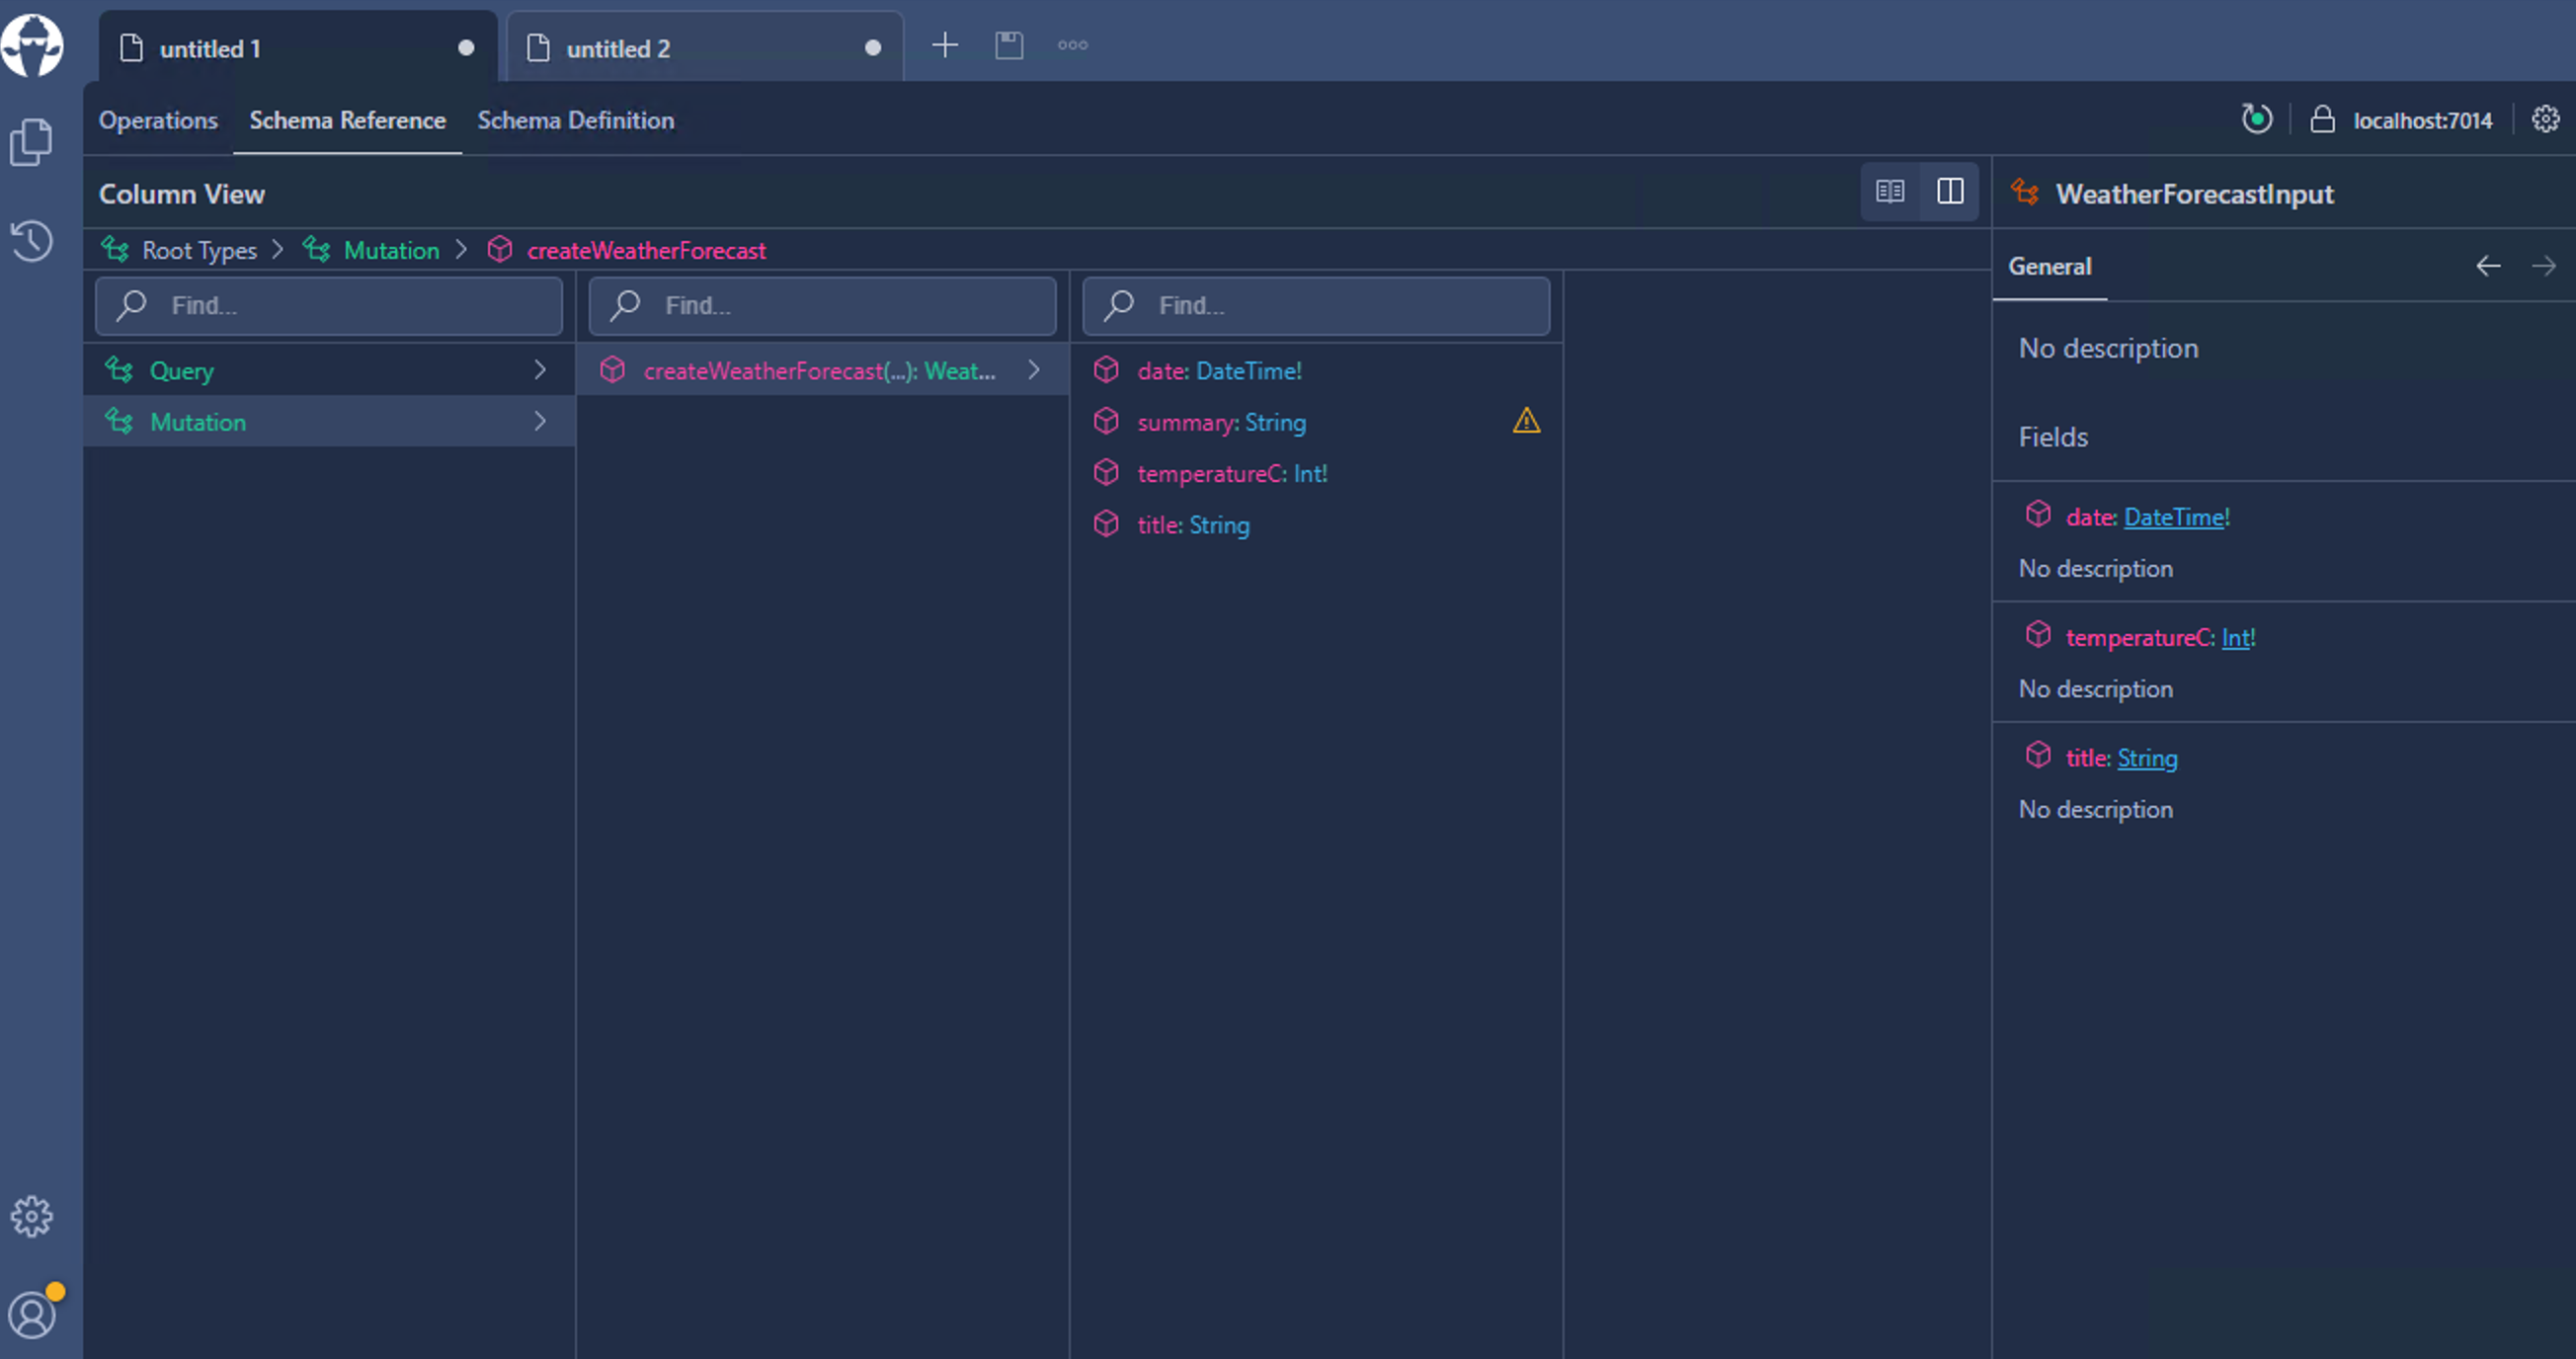 untitled 1
untitled 2
Operations
Schema Reference
Schema Definition
localhost:7014
Column View
Root Types
Mutation
createWeatherForecast
Find...
Find...
Find...
Query
Mutation
createWeatherForecast(...): Weat...
date: DateTime!
summary: String
temperatureC: Int!
title: String
WeatherForecastInput
General
No description
Fields
date: DateTime!
No description
temperatureC: Int!
No description
title: String
No description